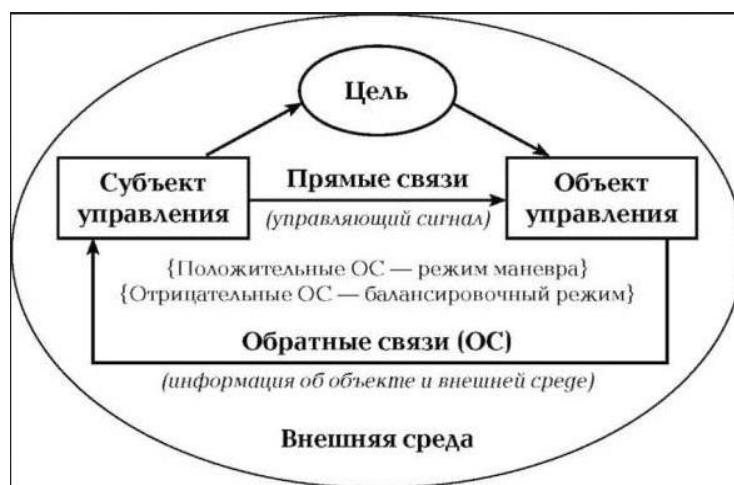 Цель
Субъект
управления
Прямые связи
(управляющий сигнал)
Объект
управления
{Положительные ОС — режим маневра}
{Отрицательные ОС — балансировочный режим}
Обратные связи (ОС)
(информация об объекте и внешней среде)
Внешняя среда